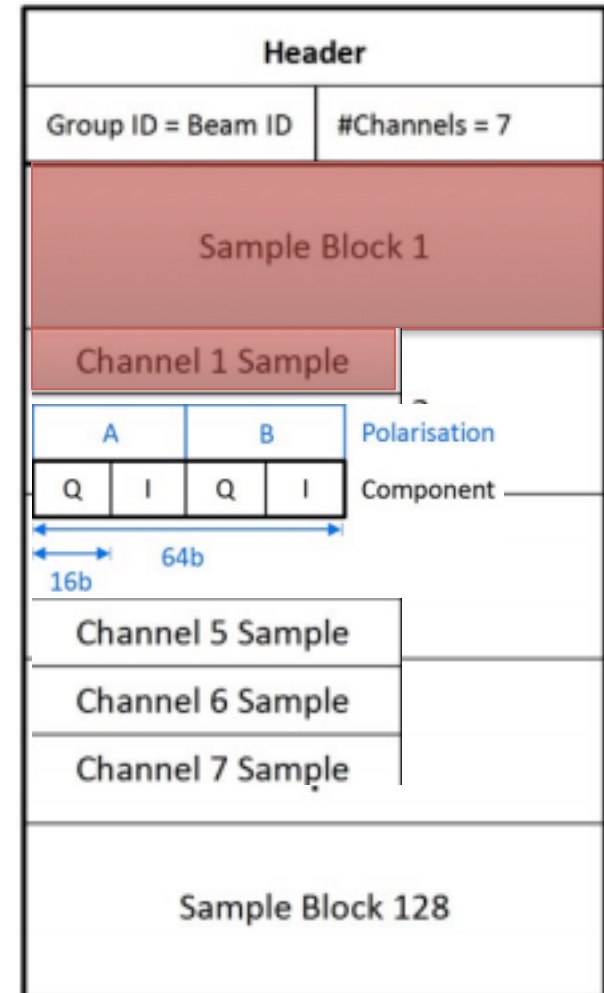 Header
Group ID = Beam ID #Channels = 7
Sample Block 1
Channel 1 Sample
A B Polarisation
Q I Q I Component
64b
16b
Channel 5 Sample
Channel 6 Sample
Channel 7 Sample
Sample Block 128